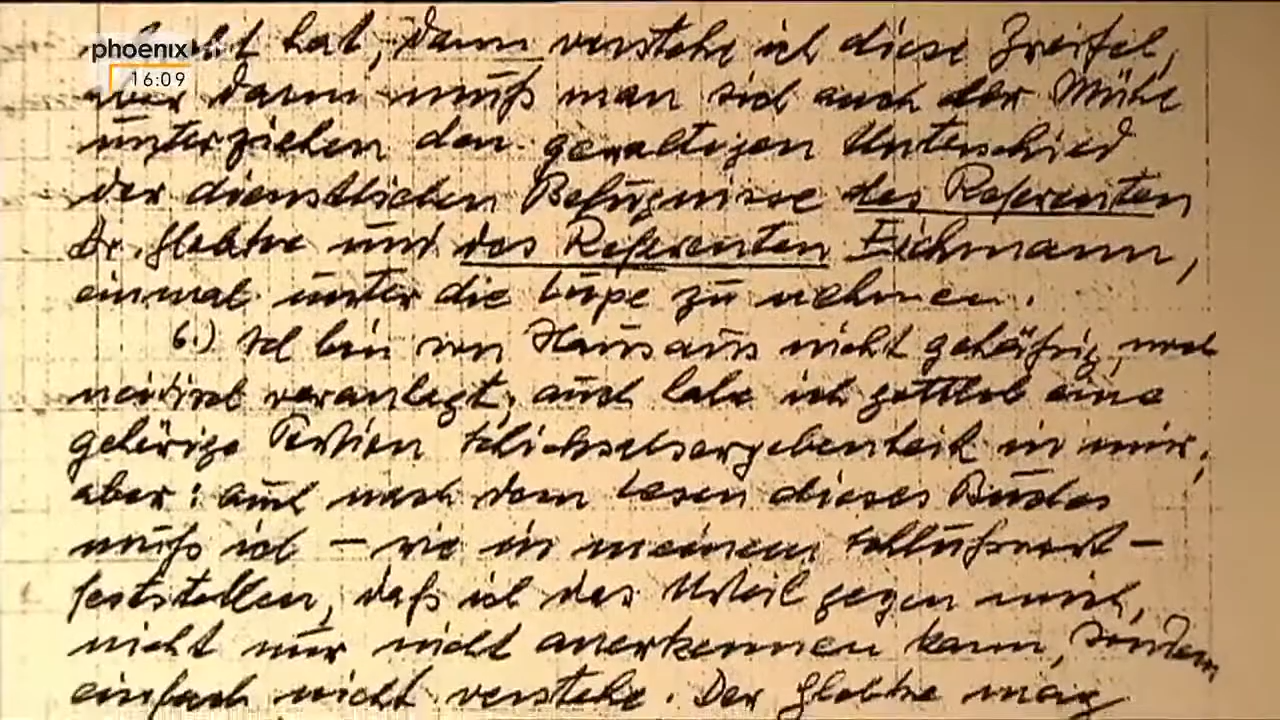 phoenix
16:09
hat, dann verstehe ich diese Zweifel,
aber dann muß man sich auch der Mühe
unterziehen den gewaltigen Unterschied
der dienstlichen Befugnisse des Referenten
Dr. Globke und des Referenten Eichmann,
einmal unter die Lupe zu nehmen.
6.) Ich bin von Hausaus nicht gehäßig noch
neidisch veranlagt, auch habe ich gottlob eine
gehörige Portion Schicksalsergebenheit in mir,
aber: auch nach dem Lesen dieses Buches
muß ich – wie in meinem Schlußwort –
feststellen, daß ich das Urteil gegen mich,
nicht nur nicht anerkennen kann, sondern
einfach nicht verstehe. Der Globke mag